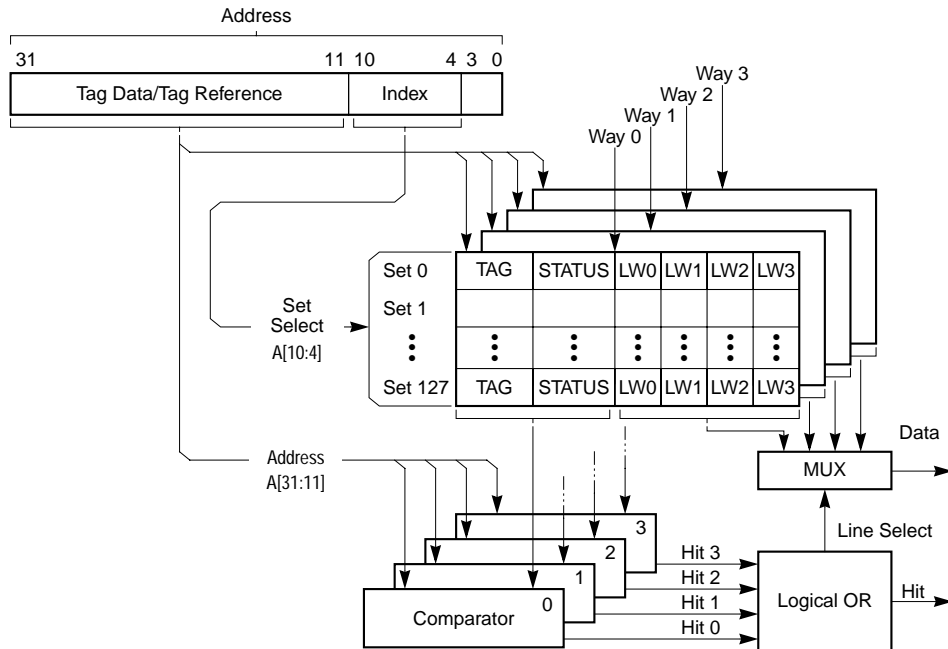 Address
31 11 10 4 3 0
Tag Data/Tag Reference Index
Way 3
Way 2
Way 1
Way 0
Set 0 TAG STATUS LW0 LW1 LW2 LW3
Set 1
Set
Select
A[10:4]
Set 127 TAG STATUS LW0 LW1 LW2 LW3
Data
MUX
Address
A[31:11]
Line Select
3
2
1
0
Comparator
Hit 3
Hit 2
Hit 1
Hit 0
Logical OR
Hit